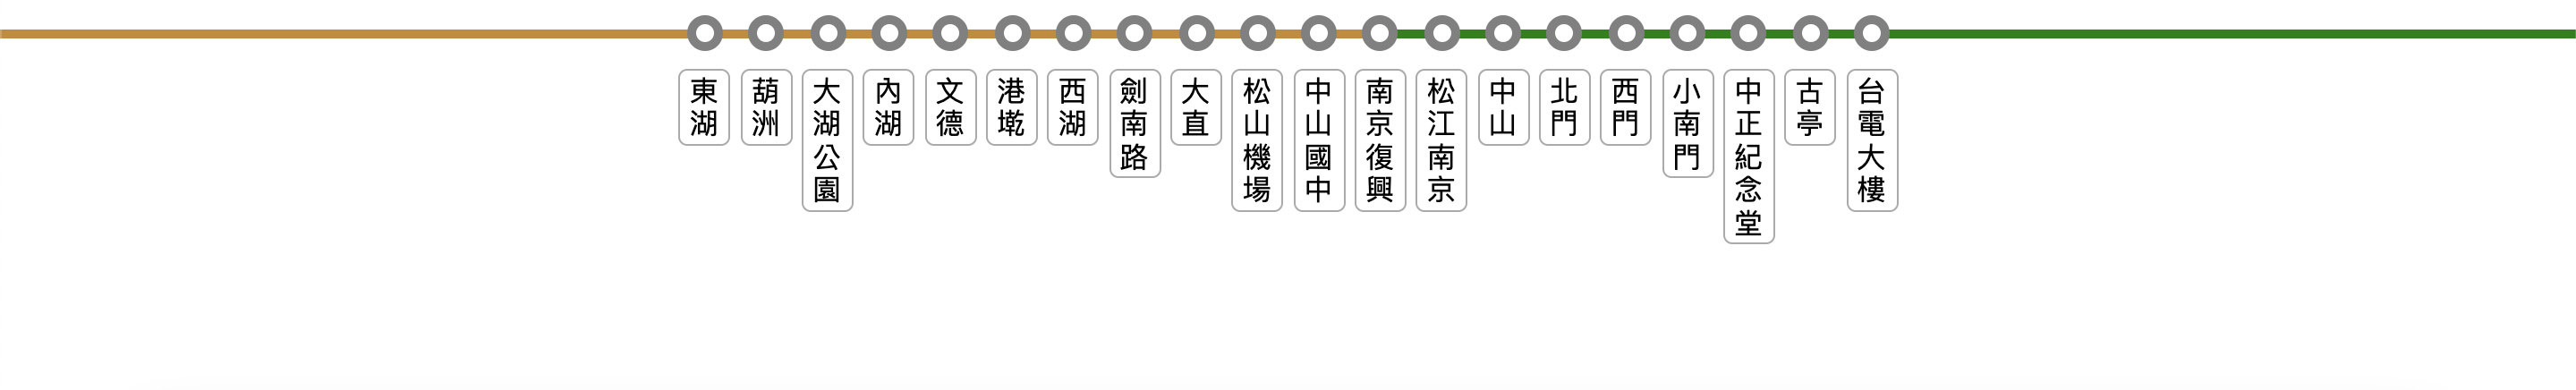 東湖
葫洲
大湖公園
內湖
文德
港墘
西湖
劍南路
大直
松山機場
中山國中
南京復興
松江南京
中山
北門
西門
小南門
中正紀念堂
古亭
台電大樓